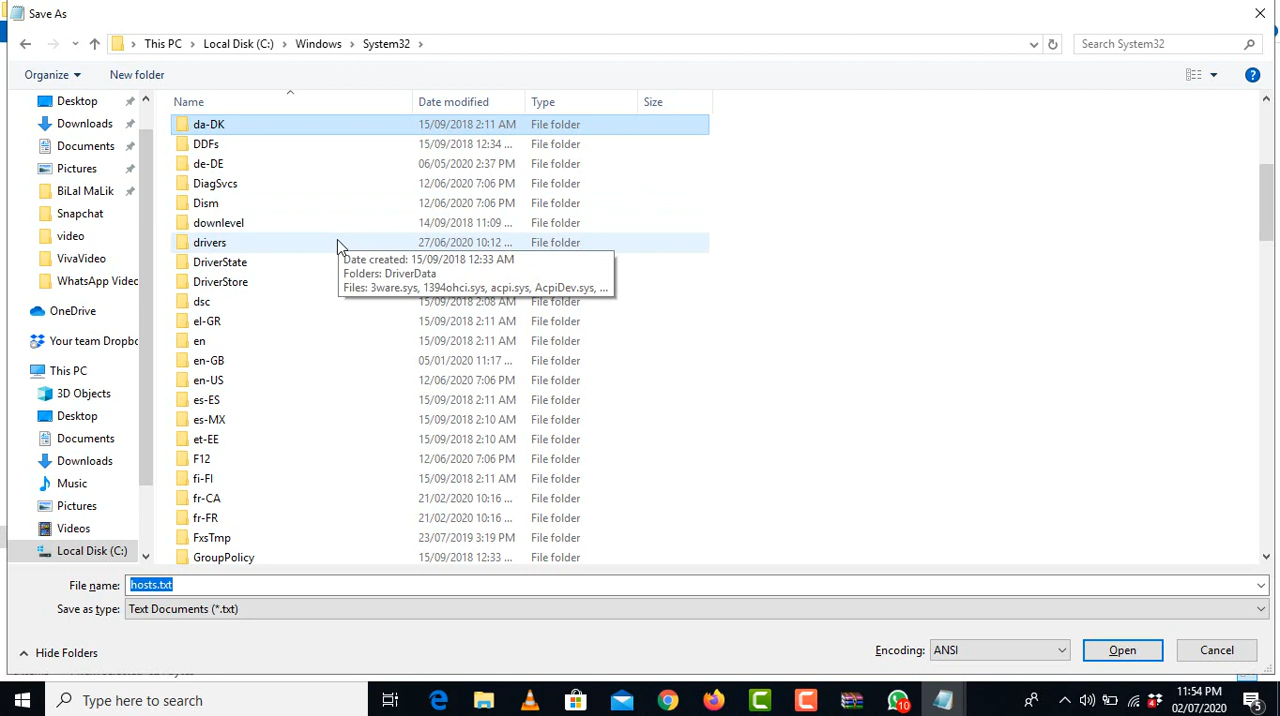 Save As
This PC > Local Disk (C:) > Windows > System32 >
Search System32
Organize
New folder
Name
Date modified
Type
Size
Desktop
Downloads
Documents
Pictures
BiLal MaLik
Snapchat
video
VivaVideo
WhatsApp Videc
OneDrive
Your team Dropbc
This PC
3D Objects
Desktop
Documents
Downloads
Music
Pictures
Videos
Local Disk (C:)
da-DK 15/09/2018 2:11 AM File folder
DDFs 15/09/2018 12:34 ... File folder
de-DE 06/05/2020 2:37 PM File folder
DiagSvcs 12/06/2020 7:06 PM File folder
Dism 12/06/2020 7:06 PM File folder
downlevel 14/09/2018 11:09 ... File folder
drivers 27/06/2020 10:12 ... File folder
DriverState
Date created: 15/09/2018 12:33 AM
Folders: DriverData
Files: 3ware.sys, 1394ohci.sys, acpi.sys, AcpiDev.sys, ...
DriverStore
dsc 15/09/2018 2:08 AM File folder
el-GR 15/09/2018 2:11 AM File folder
en 15/09/2018 2:11 AM File folder
en-GB 05/01/2020 11:17 ... File folder
en-US 12/06/2020 7:06 PM File folder
es-ES 15/09/2018 2:11 AM File folder
es-MX 15/09/2018 2:10 AM File folder
et-EE 15/09/2018 2:10 AM File folder
F12 12/06/2020 7:06 PM File folder
fi-FI 15/09/2018 2:11 AM File folder
fr-CA 21/02/2020 10:16 ... File folder
fr-FR 21/02/2020 10:16 ... File folder
FxsTmp 23/07/2019 3:19 PM File folder
GroupPolicy 15/09/2018 12:33 ... File folder
File name: hosts.txt
Save as type: Text Documents (*.txt)
Hide Folders
Encoding: ANSI
Open
Cancel
Type here to search
10
4
11:54 PM
02/07/2020
5